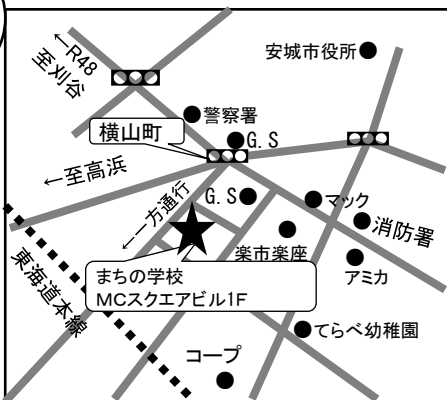 ←R48
至刈谷
安城市役所
警察署
横山町
G.S
←至高浜
←一方通行
G.S
マック
消防署
楽市楽座
アミカ
東海道本線
まちの学校
MCスクエアビル1F
てらべ幼稚園
コープ